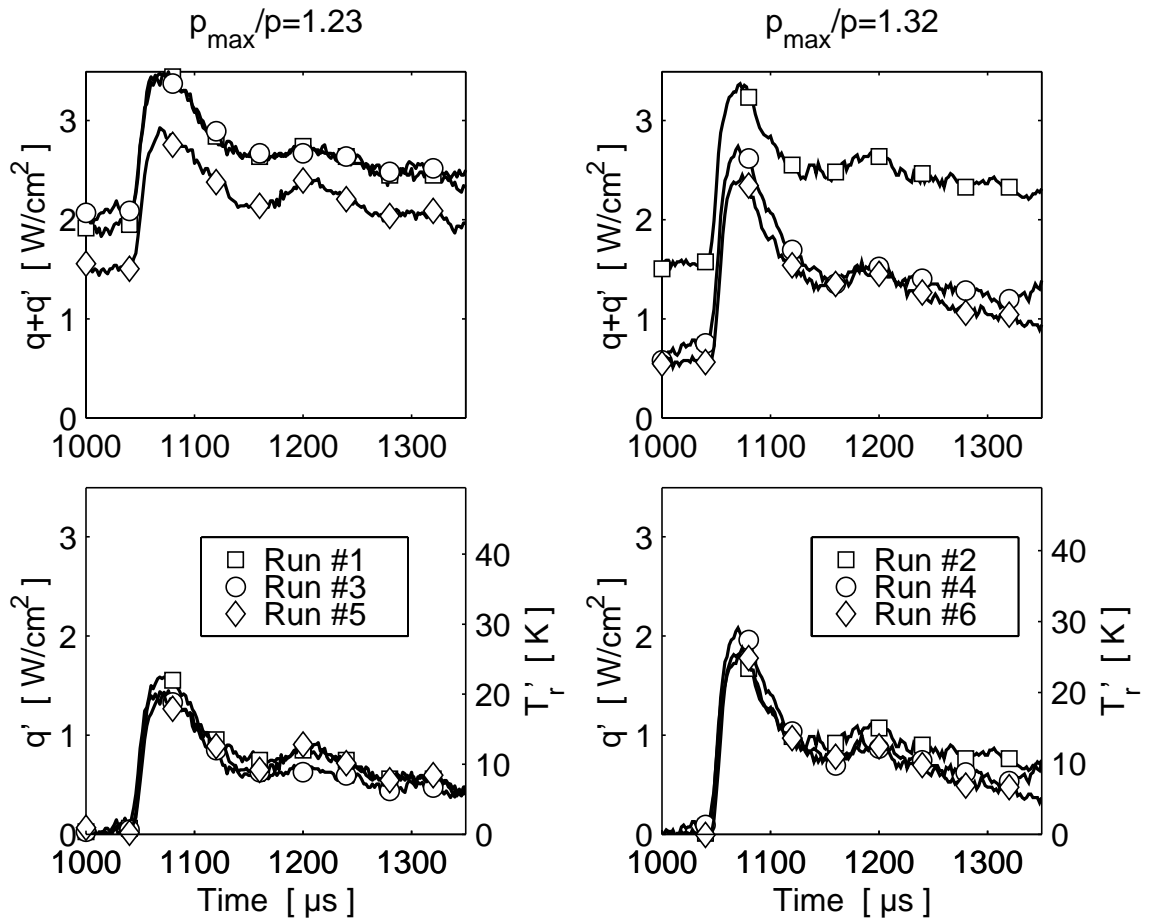 p_max/p=1.23
p_max/p=1.32
q+q' [ W/cm²]
3
2
1
0
1000 1100 1200 1300
q+q' [ W/cm²]
3
2
1
0
1000 1100 1200 1300
q' [ W/cm²]
3
2
1
0
Run #1
Run #3
Run #5
40
30
20
10
0
T_r' [ K]
1000 1100 1200 1300
Time [ μs]
q' [ W/cm²]
3
2
1
0
Run #2
Run #4
Run #6
40
30
20
10
0
T_r' [ K]
1000 1100 1200 1300
Time [ μs]